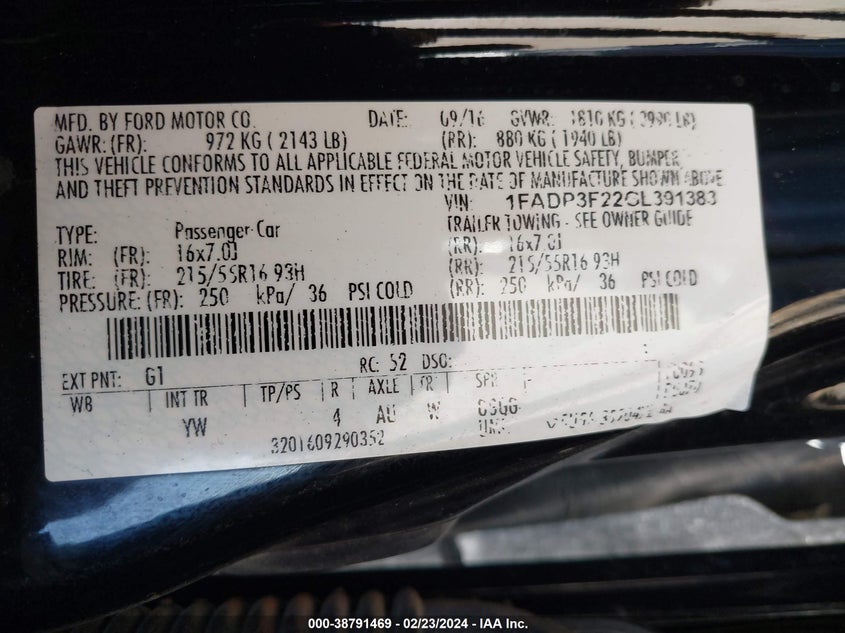 MFD. BY FORD MOTOR CO. DATE: 09/16 GVWR: 1810 KG (3990 LB)
GAWR: (FR): 972 KG (2143 LB) (RR): 880 KG (1940 LB)
THIS VEHICLE CONFORMS TO ALL APPLICABLE FEDERAL MOTOR VEHICLE SAFETY, BUMPER,
AND THEFT PREVENTION STANDARDS IN EFFECT ON THE DATE OF MANUFACTURE SHOWN ABOVE
VIN: 1FADP3F22GL391383
TYPE: Passenger Car TRAILER TOWING - SEE OWNER GUIDE
RIM: (FR): 16x7.0J (RR): 16x7.0J
TIRE: (FR): 215/55R16 93H (RR): 215/55R16 93H
PRESSURE: (FR): 250 kPa/ 36 PSI COLD (RR): 250 kPa/ 36 PSI COLD
EXT PNT: G1 RC: 52 DSO:
WB INT TR TP/PS R AXLE TR SPR
YW 4 AU W
3201609290352
000-38791469 - 02/23/2024 - IAA Inc.